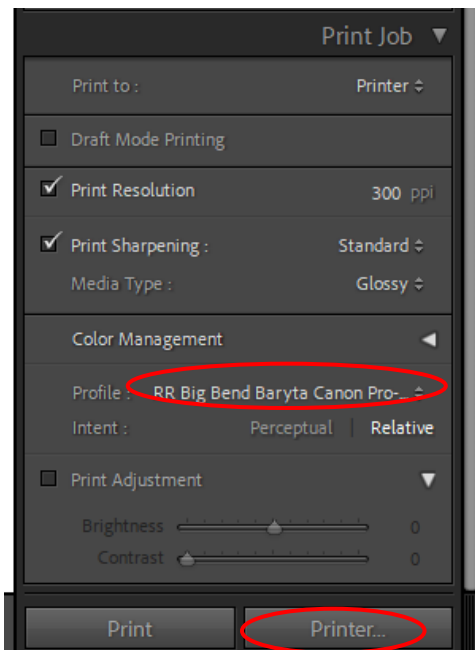 Print Job
Print to : Printer
Draft Mode Printing
Print Resolution 300 ppi
Print Sharpening : Standard
Media Type : Glossy
Color Management
Profile : RR Big Bend Baryta Canon Pro-...
Intent : Perceptual Relative
Print Adjustment
Brightness 0
Contrast 0
Print Printer...